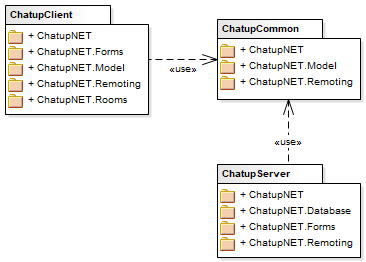 ChatupClient
+ ChatupNET
+ ChatupNET.Forms
+ ChatupNET.Model
+ ChatupNET.Remoting
+ ChatupNET.Rooms
«use»
ChatupCommon
+ ChatupNET
+ ChatupNET.Model
+ ChatupNET.Remoting
«use»
ChatupServer
+ ChatupNET
+ ChatupNET.Database
+ ChatupNET.Forms
+ ChatupNET.Remoting